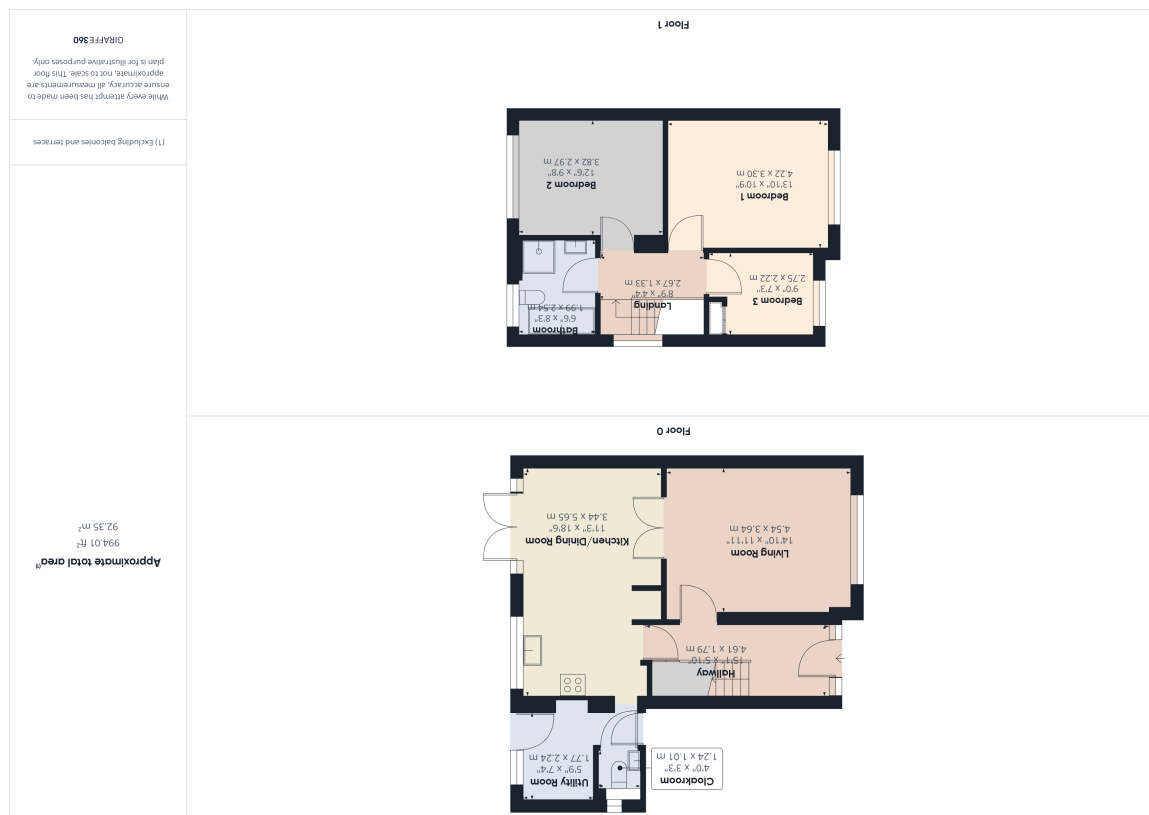 Cloakroom
4'0" x 3'3"
1.24 x 1.01 m
Utility Room
5'9" x 7'4"
1.77 x 2.24 m
Hallway
15'1" x 5'10"
4.61 x 1.79 m
Living Room
14'10" x 11'11"
4.54 x 3.64 m
Kitchen/Dining Room
11'3" x 18'6"
3.44 x 5.65 m
Floor 0
Bathroom
6'6" x 8'3"
1.99 x 2.54 m
Landing
8'9" x 4'4"
2.67 x 1.33 m
Bedroom 3
9'0" x 7'3"
2.75 x 2.22 m
Bedroom 1
13'10" x 10'9"
4.22 x 3.30 m
Bedroom 2
12'6" x 9'8"
3.82 x 2.97 m
Floor 1
Approximate total area(1)
994.01 ft²
92.35 m²
(1) Excluding balconies and terraces
While every attempt has been made to
ensure accuracy, all measurements are
approximate, not to scale. This floor
plan is for illustrative purposes only.
GIRAFFE360